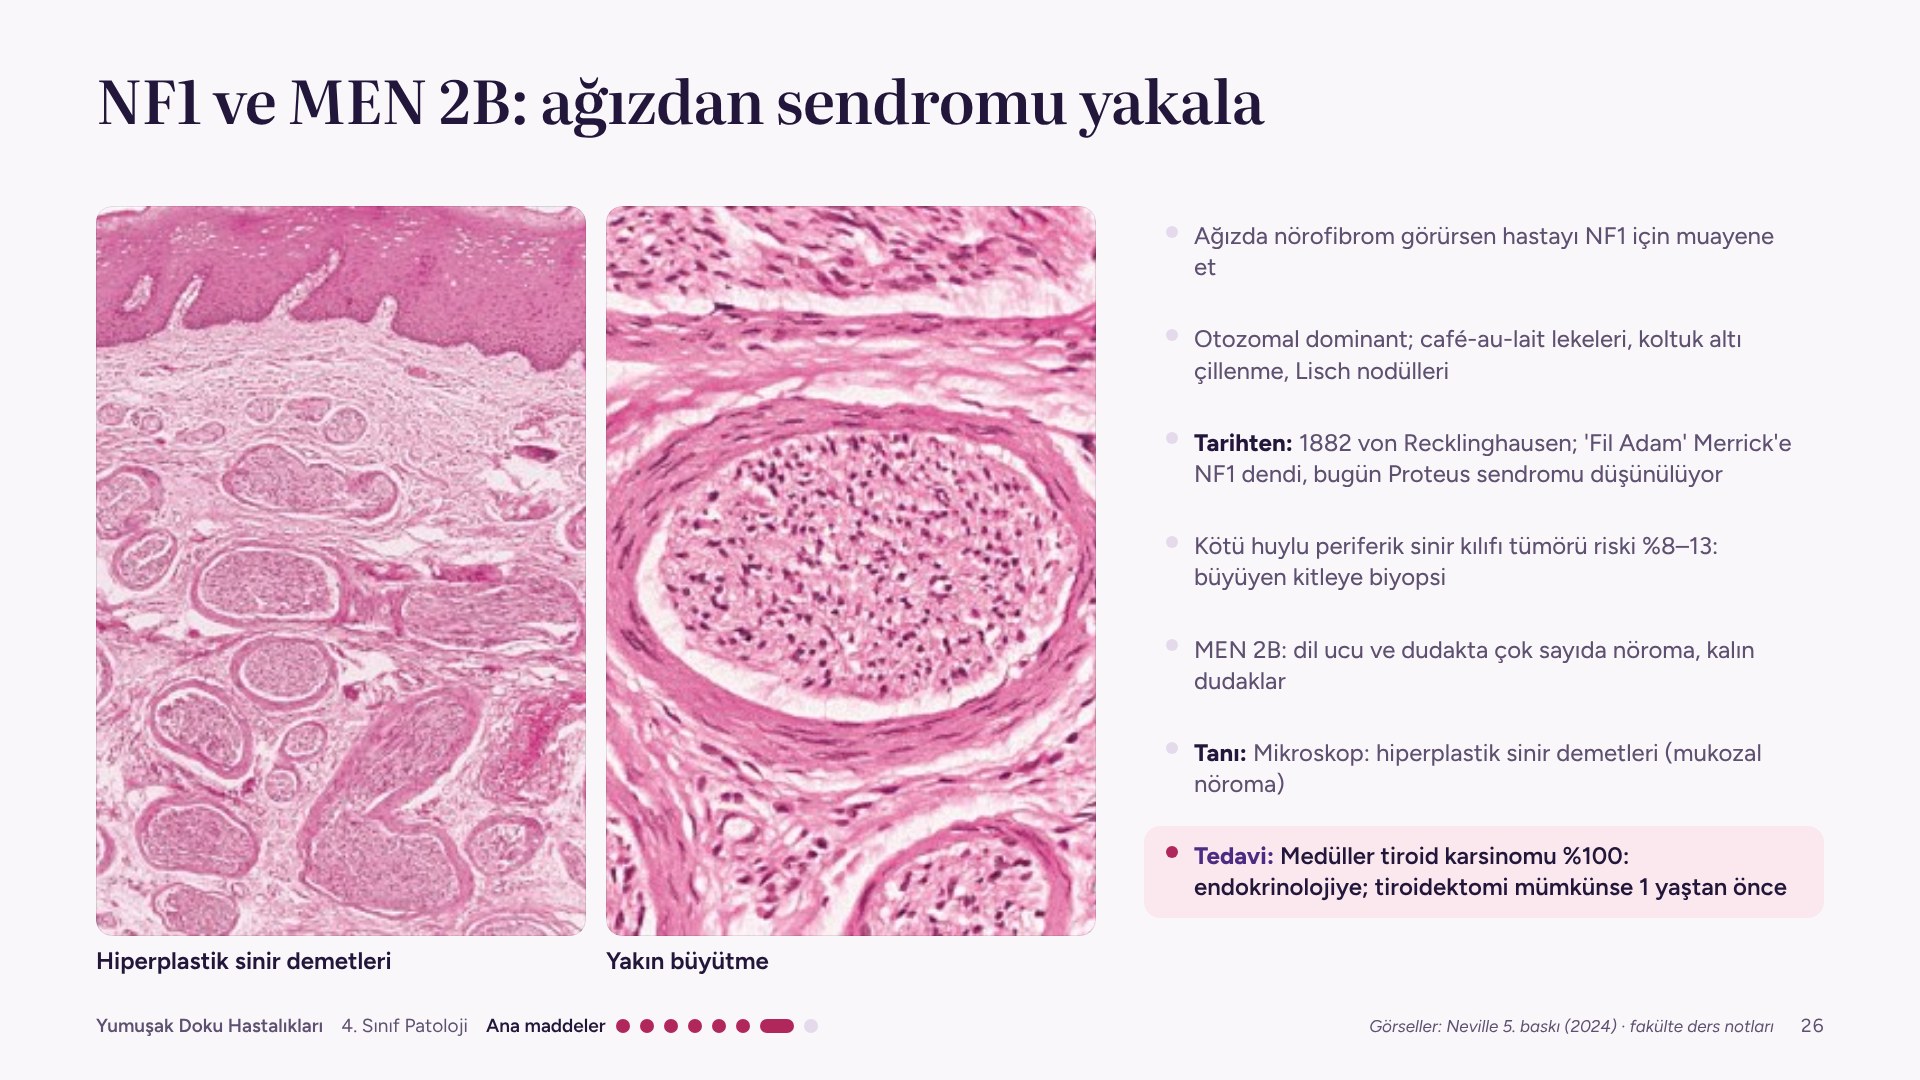 NF1 ve MEN 2B: ağızdan sendromu yakala
Ağızda nörofibrom görürsen hastayı NF1 için muayene
et
Otozomal dominant; café-au-lait lekeleri, koltuk altı
çillenme, Lisch nodülleri
Tarihten: 1882 von Recklinghausen; 'Fil Adam' Merrick'e
NF1 dendi, bugün Proteus sendromu düşünülüyor
Kötü huylu periferik sinir kılıfı tümörü riski %8–13:
büyüyen kitleye biyopsi
MEN 2B: dil ucu ve dudakta çok sayıda nöroma, kalın
dudaklar
Tanı: Mikroskop: hiperplastik sinir demetleri (mukozal
nöroma)
Tedavi: Medüller tiroid karsinomu %100:
endokrinolojiye; tiroidektomi mümkünse 1 yaştan önce
Hiperplastik sinir demetleri
Yakın büyütme
Yumuşak Doku Hastalıkları 4. Sınıf Patoloji Ana maddeler
Görseller: Neville 5. baskı (2024) · fakülte ders notları 26